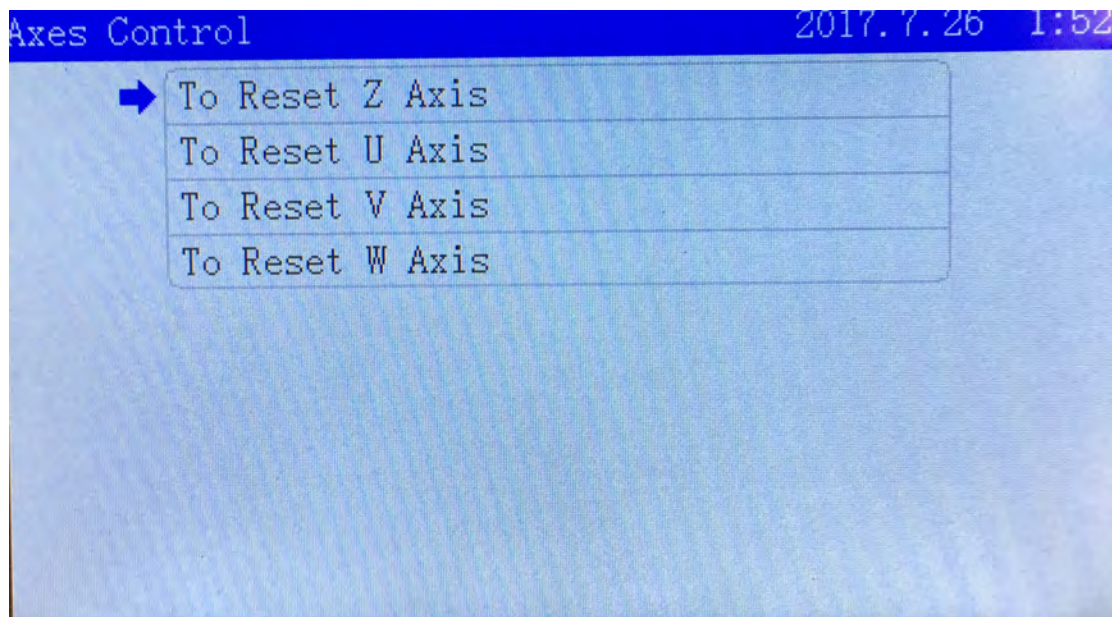 Axes Control 2017.7.26 1:52
To Reset Z Axis
To Reset U Axis
To Reset V Axis
To Reset W Axis